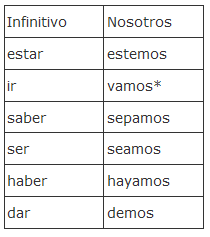 Infinitivo Nosotros
estar estemos
ir vamos*
saber sepamos
ser seamos
haber hayamos
dar demos